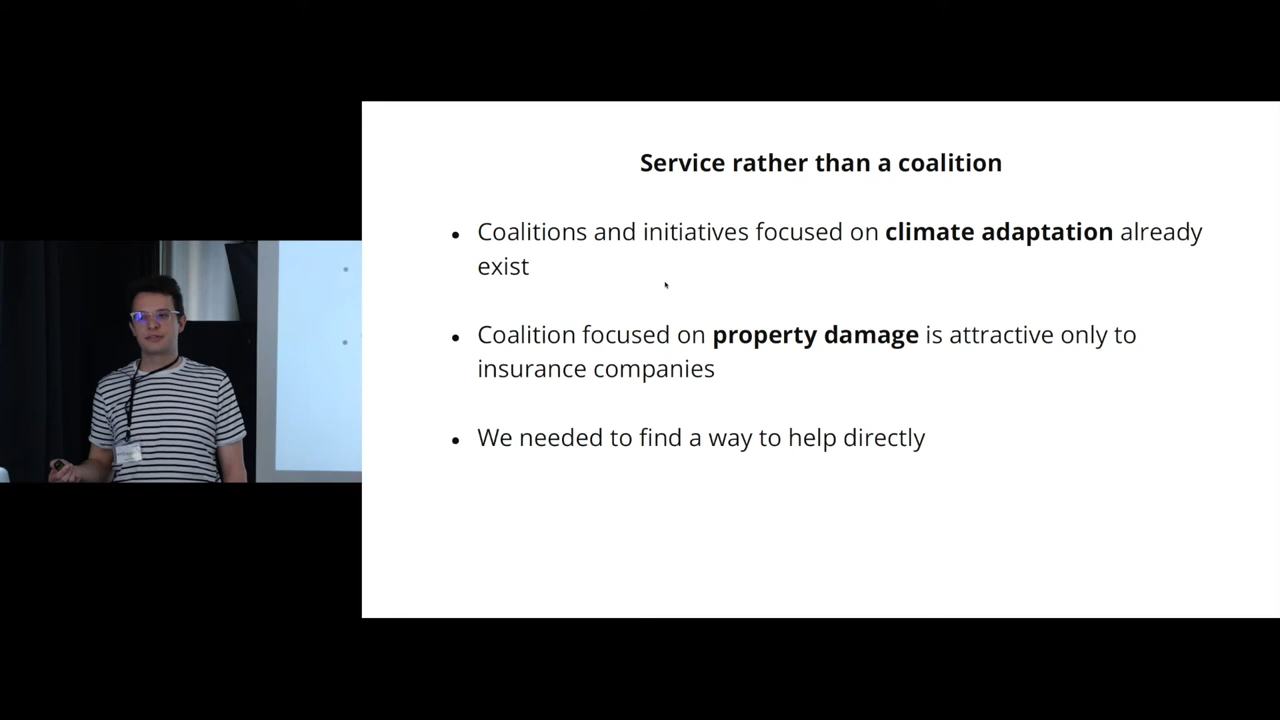 Service rather than a coalition
• Coalitions and initiatives focused on climate adaptation already
exist
• Coalition focused on property damage is attractive only to
insurance companies
• We needed to find a way to help directly